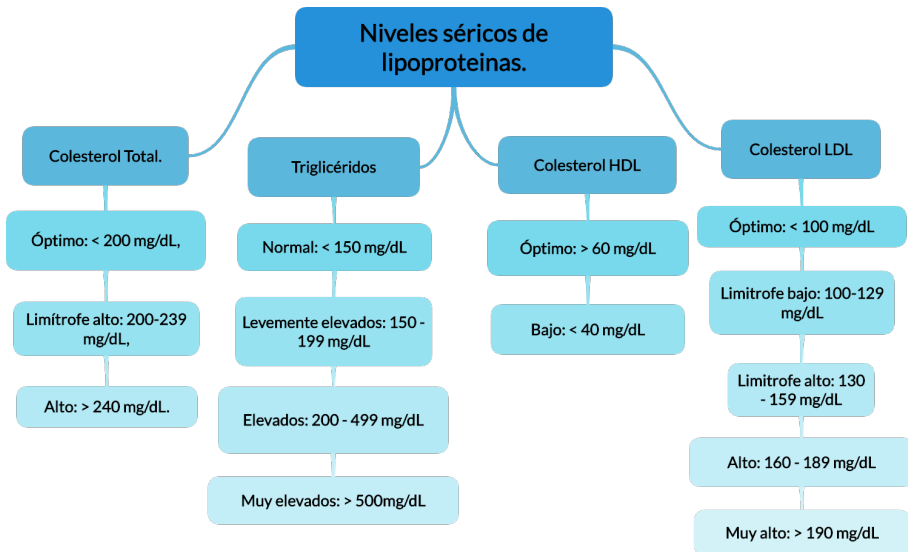 Niveles séricos de
lipoproteinas.
Colesterol Total.
Óptimo: < 200 mg/dL,
Limítrofe alto: 200-239
mg/dL,
Alto: > 240 mg/dL.
Triglicéridos
Normal: < 150 mg/dL
Levemente elevados: 150 -
199 mg/dL
Elevados: 200 - 499 mg/dL
Muy elevados: > 500mg/dL
Colesterol HDL
Óptimo: > 60 mg/dL
Bajo: < 40 mg/dL
Colesterol LDL
Óptimo: < 100 mg/dL
Limitrofe bajo: 100-129
mg/dL
Limitrofe alto: 130
- 159 mg/dL
Alto: 160 - 189 mg/dL
Muy alto: > 190 mg/dL